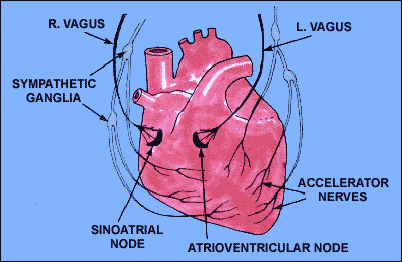 R. VAGUS
L. VAGUS
SYMPATHETIC
GANGLIA
ACCELERATOR
NERVES
SINOATRIAL
NODE
ATRIOVENTRICULAR NODE